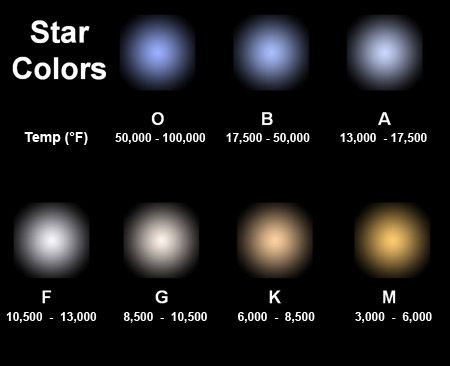 Star
Colors
O B A
Temp (°F) 50,000 - 100,000 17,500 - 50,000 13,000 - 17,500
F G K M
10,500 - 13,000 8,500 - 10,500 6,000 - 8,500 3,000 - 6,000